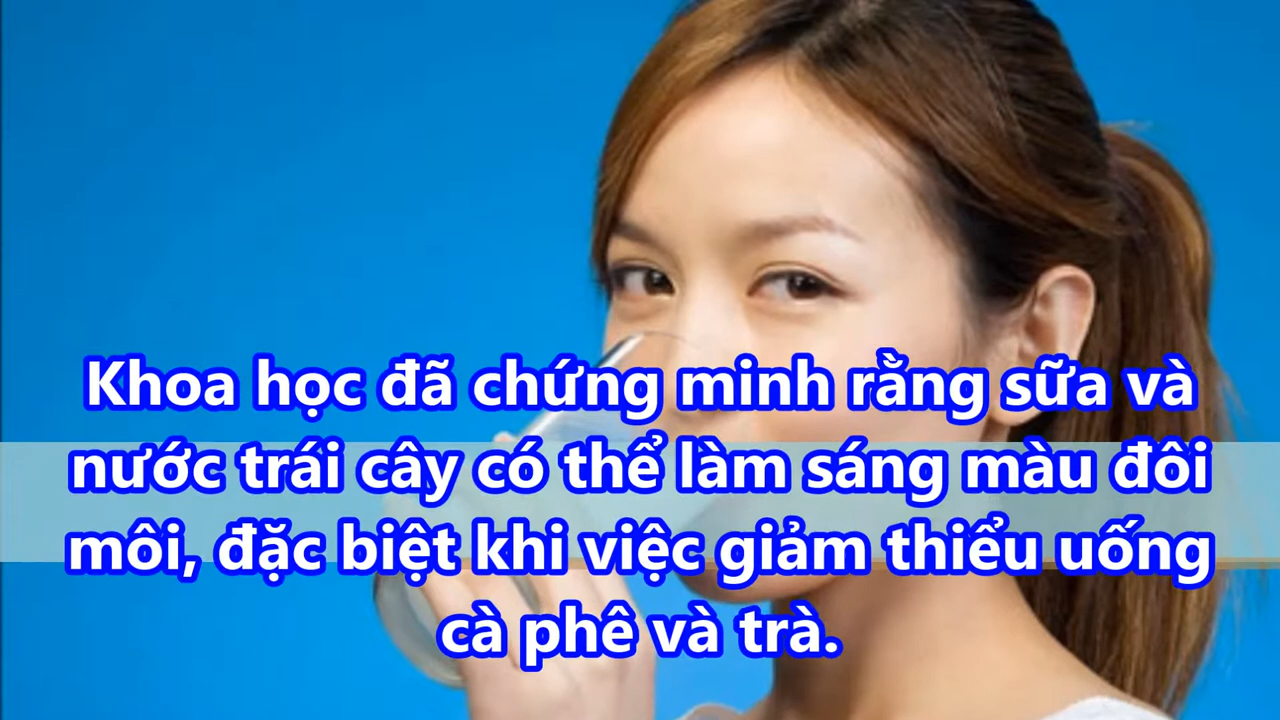 Khoa học đã chứng minh rằng sữa và
nước trái cây có thể làm sáng màu đôi
môi, đặc biệt khi việc giảm thiểu uống
cà phê và trà.